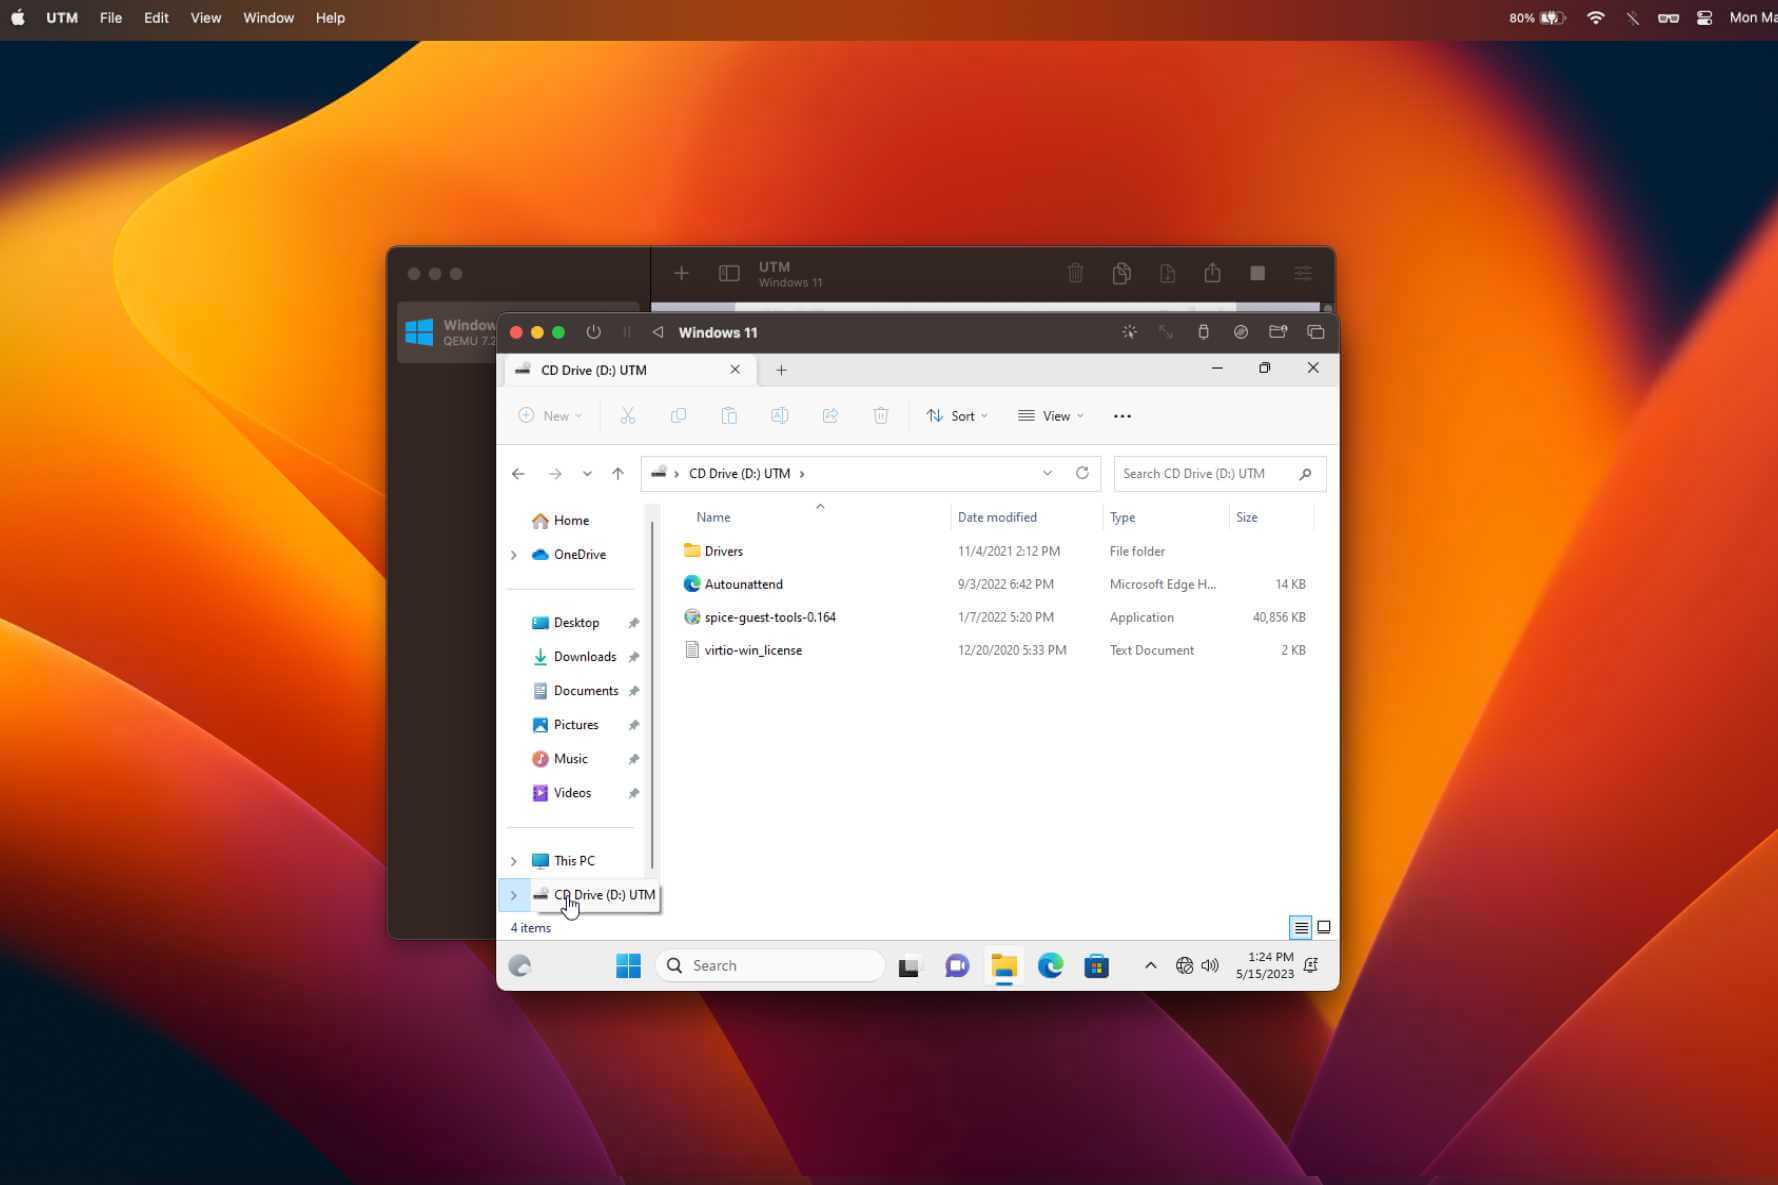 UTM File Edit View Window Help 80% Mon Ma
UTM
Windows 11
Window
QEMU 7.2
Windows 11
CD Drive (D:) UTM
New Sort View
CD Drive (D:) UTM Search CD Drive (D:) UTM
Name Date modified Type Size
Home
OneDrive
Desktop
Downloads
Documents
Pictures
Music
Videos
This PC
CD Drive (D:) UTM
Drivers 11/4/2021 2:12 PM File folder
Autounattend 9/3/2022 6:42 PM Microsoft Edge H... 14 KB
spice-guest-tools-0.164 1/7/2022 5:20 PM Application 40,856 KB
virtio-win_license 12/20/2020 5:33 PM Text Document 2 KB
4 items
Search
1:24 PM
5/15/2023